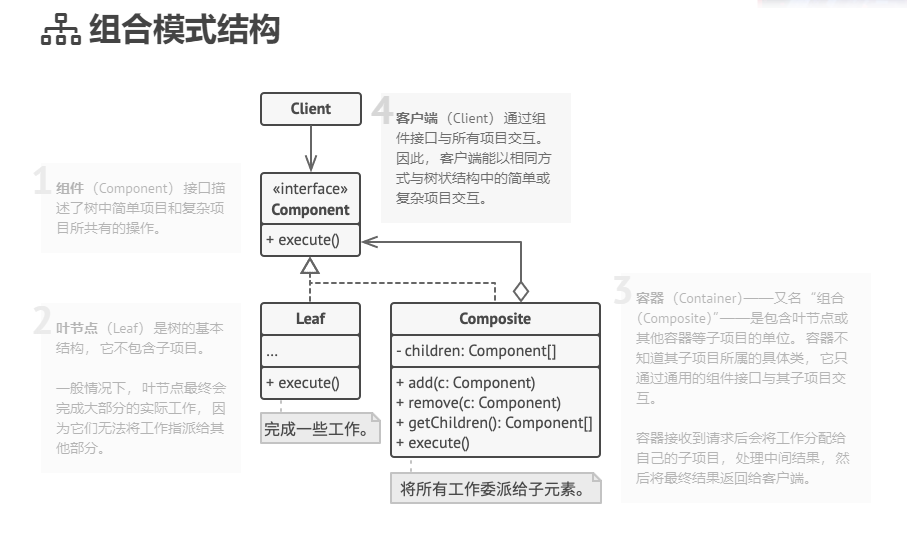 组合模式结构
Client
4
客户端（Client） 通过组
件接口与所有项目交互。
因此， 客户端能以相同方
式与树状结构中的简单或
复杂项目交互。
1
组件（Component） 接口描
述了树中简单项目和复杂项
目所共有的操作。
«interface»
Component
+ execute()
2
叶节点（Leaf） 是树的基本
结构， 它不包含子项目。
一般情况下， 叶节点最终会
完成大部分的实际工作， 因
为它们无法将工作指派给其
他部分。
Leaf
...
+ execute()
完成一些工作。
Composite
- children: Component[]
+ add(c: Component)
+ remove(c: Component)
+ getChildren(): Component[]
+ execute()
将所有工作委派给子元素。
3
容器（Container）——又名 “组合
（Composite）”——是包含叶节点或
其他容器等子项目的单位。 容器不
知道其子项目所属的具体类， 它只
通过通用的组件接口与其子项目交
互。
容器接收到请求后会将工作分配给
自己的子项目， 处理中间结果， 然
后将最终结果返回给客户端。